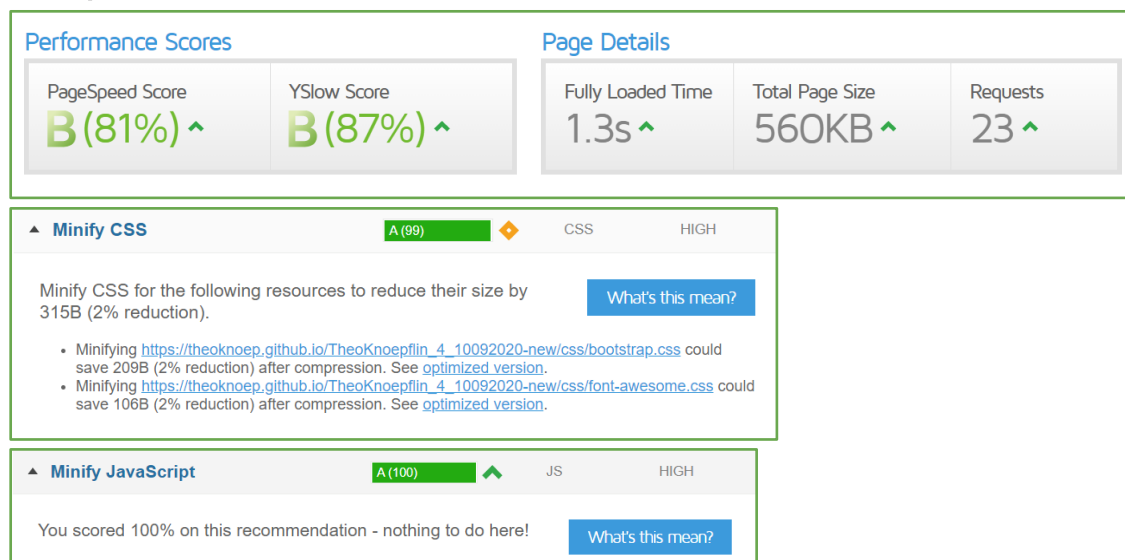 Performance Scores
Page Details
PageSpeed Score
YSlow Score
Fully Loaded Time
Total Page Size
Requests
B (81%)
B (87%)
1.3s
560KB
23
Minify CSS
A (99)
CSS
HIGH
Minify CSS for the following resources to reduce their size by
315B (2% reduction).
What's this mean?
• Minifying https://theoknoep.github.io/TheoKnoepflin_4_10092020-new/css/bootstrap.css could
save 209B (2% reduction) after compression. See optimized version.
• Minifying https://theoknoep.github.io/TheoKnoepflin_4_10092020-new/css/font-awesome.css could
save 106B (2% reduction) after compression. See optimized version.
Minify JavaScript
A (100)
JS
HIGH
You scored 100% on this recommendation - nothing to do here!
What's this mean?